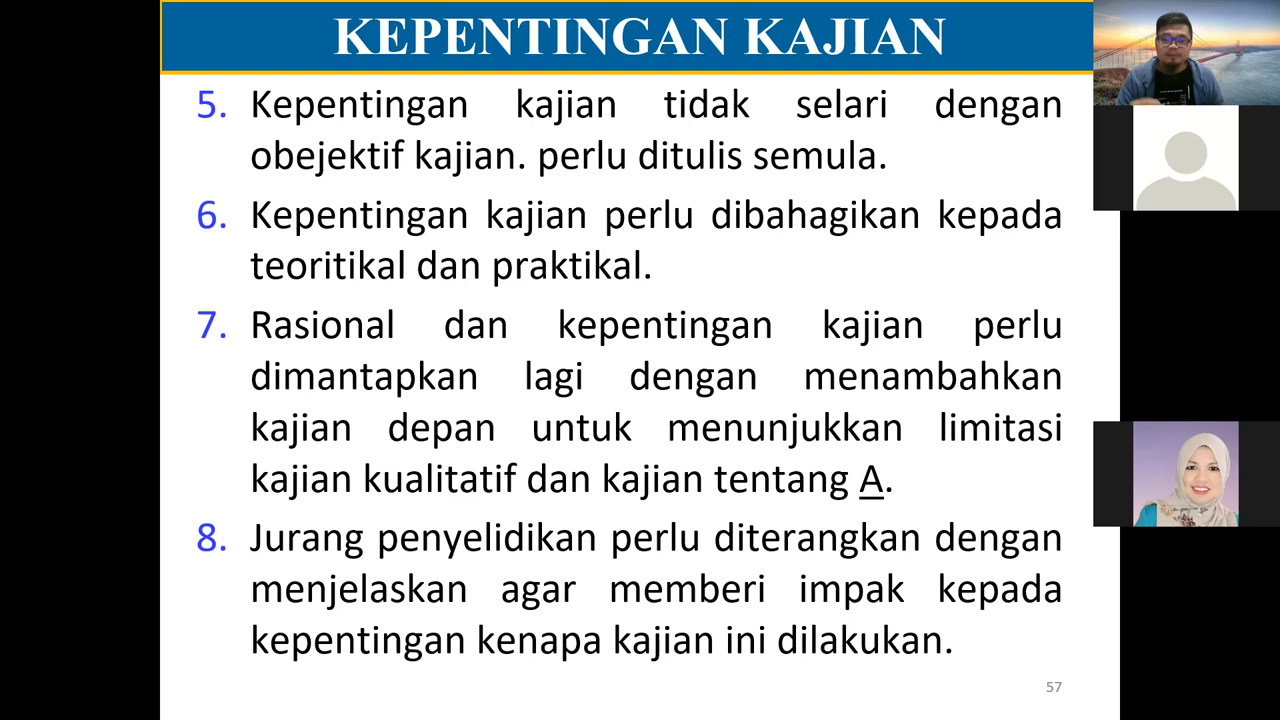 KEPENTINGAN KAJIAN
5. Kepentingan kajian tidak selari dengan
obejektif kajian. perlu ditulis semula.
6. Kepentingan kajian perlu dibahagikan kepada
teoritikal dan praktikal.
7. Rasional dan kepentingan kajian perlu
dimantapkan lagi dengan menambahkan
kajian depan untuk menunjukkan limitasi
kajian kualitatif dan kajian tentang A.
8. Jurang penyelidikan perlu diterangkan dengan
menjelaskan agar memberi impak kepada
kepentingan kenapa kajian ini dilakukan.
57